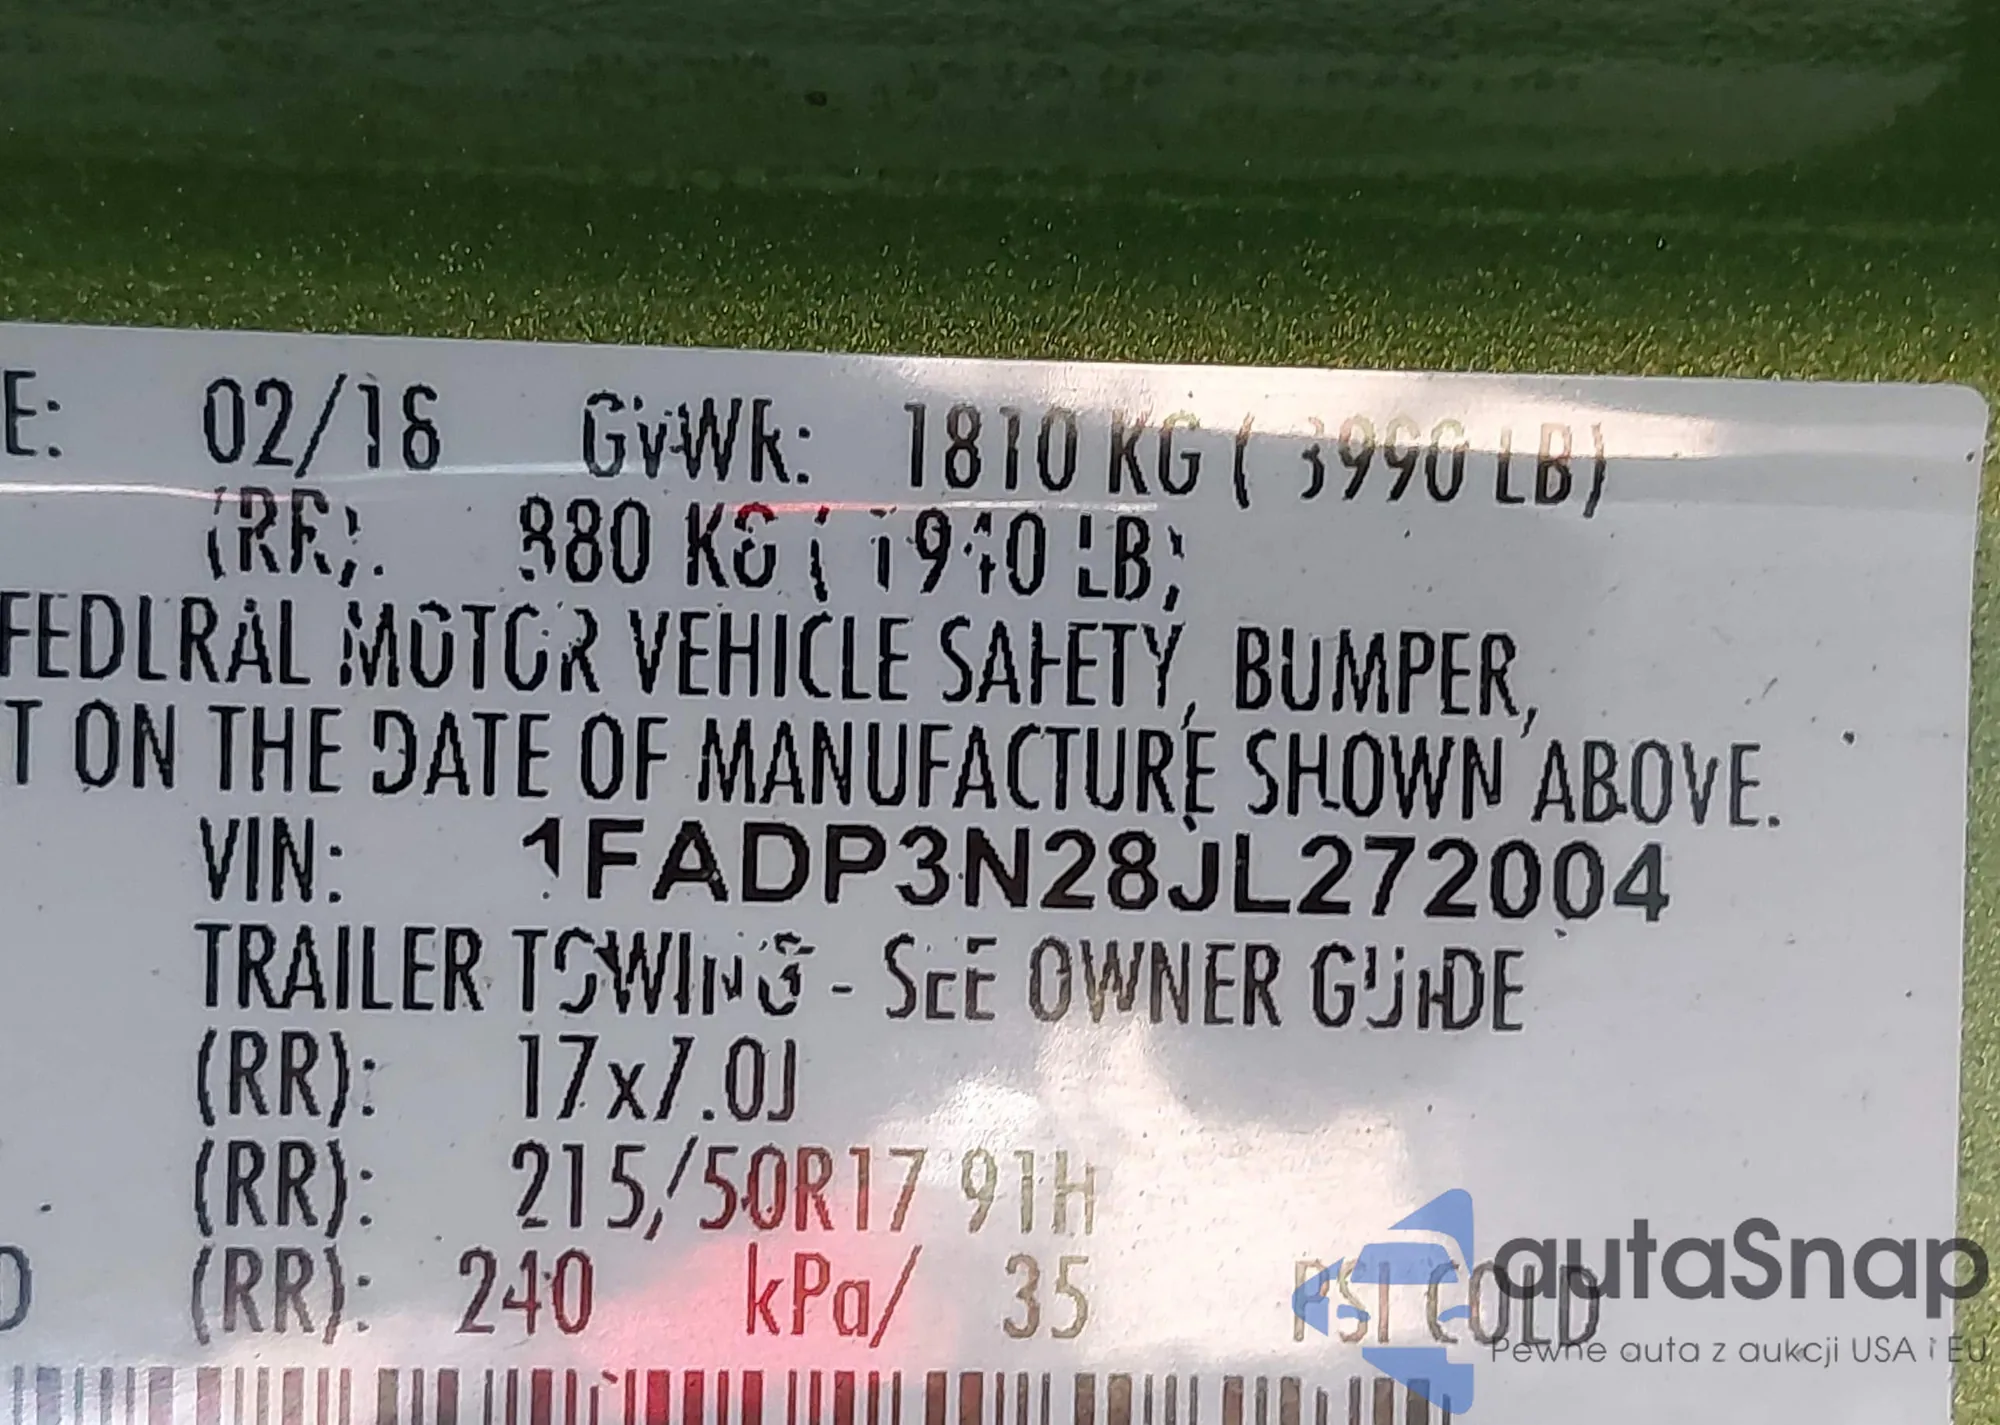 E: 02/18 GVWR: 1810 KG ( 3990 LB)
(RR): 880 KG ( 1940 LB)
FEDERAL MOTOR VEHICLE SAFETY, BUMPER,
T ON THE DATE OF MANUFACTURE SHOWN ABOVE.
VIN: 1FADP3N28JL272004
TRAILER TOWING - SEE OWNER GUIDE
(RR): 17x7.0J
(RR): 215/50R17 91H
D (RR): 240 kPa/ 35 PSI COLD
autaSnap
Pewne auta z aukcji USA i EU